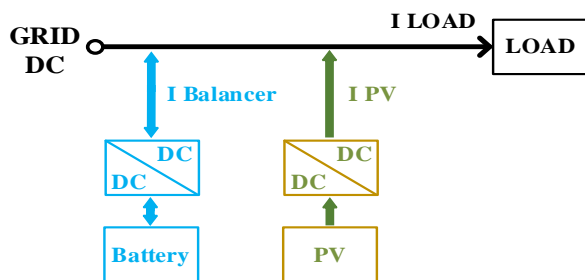 I LOAD
GRID
DC
LOAD
I Balancer
I PV
DC
DC
DC
DC
Battery
PV